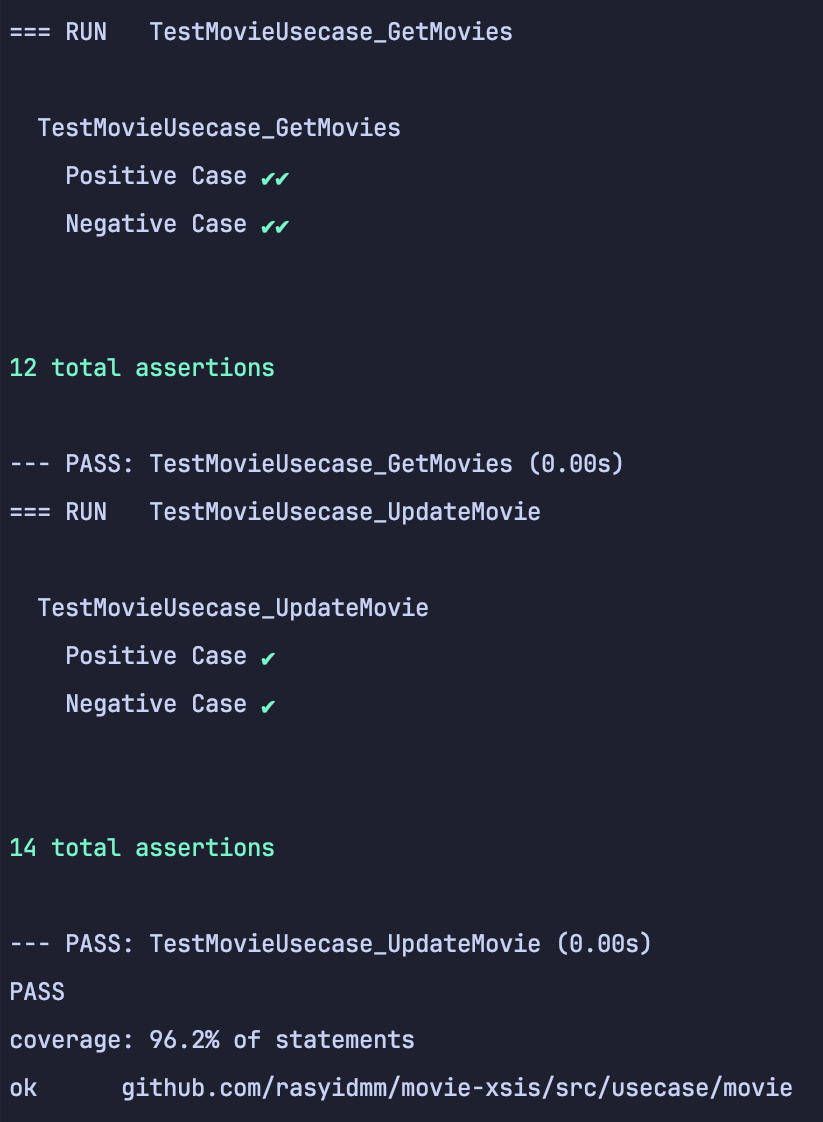 === RUN   TestMovieUsecase_GetMovies
  TestMovieUsecase_GetMovies
    Positive Case ✔✔
    Negative Case ✔✔
12 total assertions
--- PASS: TestMovieUsecase_GetMovies (0.00s)
=== RUN   TestMovieUsecase_UpdateMovie
  TestMovieUsecase_UpdateMovie
    Positive Case ✔
    Negative Case ✔
14 total assertions
--- PASS: TestMovieUsecase_UpdateMovie (0.00s)
PASS
coverage: 96.2% of statements
ok      github.com/rasyidmm/movie-xsis/src/usecase/movie